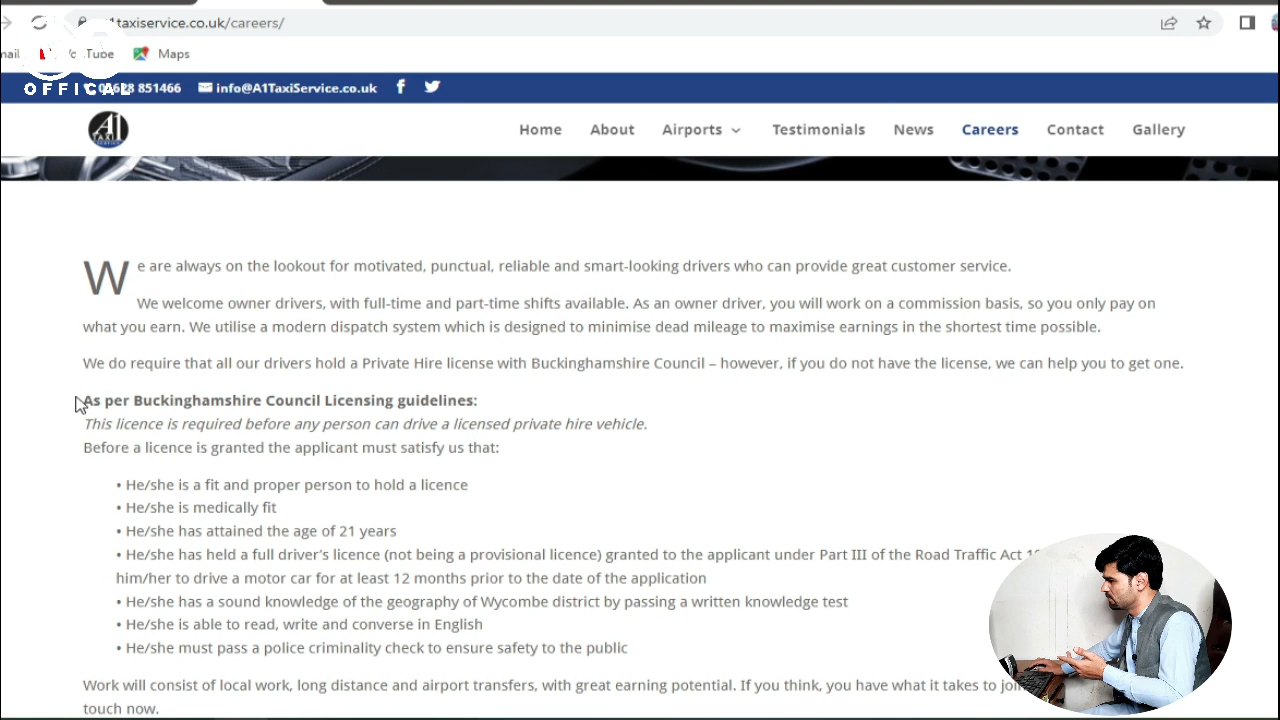 1taxiservice.co.uk/careers/
Maps
OFFICAL
851466 info@A1TaxiService.co.uk
A1
Home About Airports Testimonials News Careers Contact Gallery
We are always on the lookout for motivated, punctual, reliable and smart-looking drivers who can provide great customer service.
We welcome owner drivers, with full-time and part-time shifts available. As an owner driver, you will work on a commission basis, so you only pay on
what you earn. We utilise a modern dispatch system which is designed to minimise dead mileage to maximise earnings in the shortest time possible.
We do require that all our drivers hold a Private Hire license with Buckinghamshire Council – however, if you do not have the license, we can help you to get one.
As per Buckinghamshire Council Licensing guidelines:
This licence is required before any person can drive a licensed private hire vehicle.
Before a licence is granted the applicant must satisfy us that:
• He/she is a fit and proper person to hold a licence
• He/she is medically fit
• He/she has attained the age of 21 years
• He/she has held a full driver's licence (not being a provisional licence) granted to the applicant under Part III of the Road Traffic Act
him/her to drive a motor car for at least 12 months prior to the date of the application
• He/she has a sound knowledge of the geography of Wycombe district by passing a written knowledge test
• He/she is able to read, write and converse in English
• He/she must pass a police criminality check to ensure safety to the public
Work will consist of local work, long distance and airport transfers, with great earning potential. If you think, you have what it takes to
touch now.